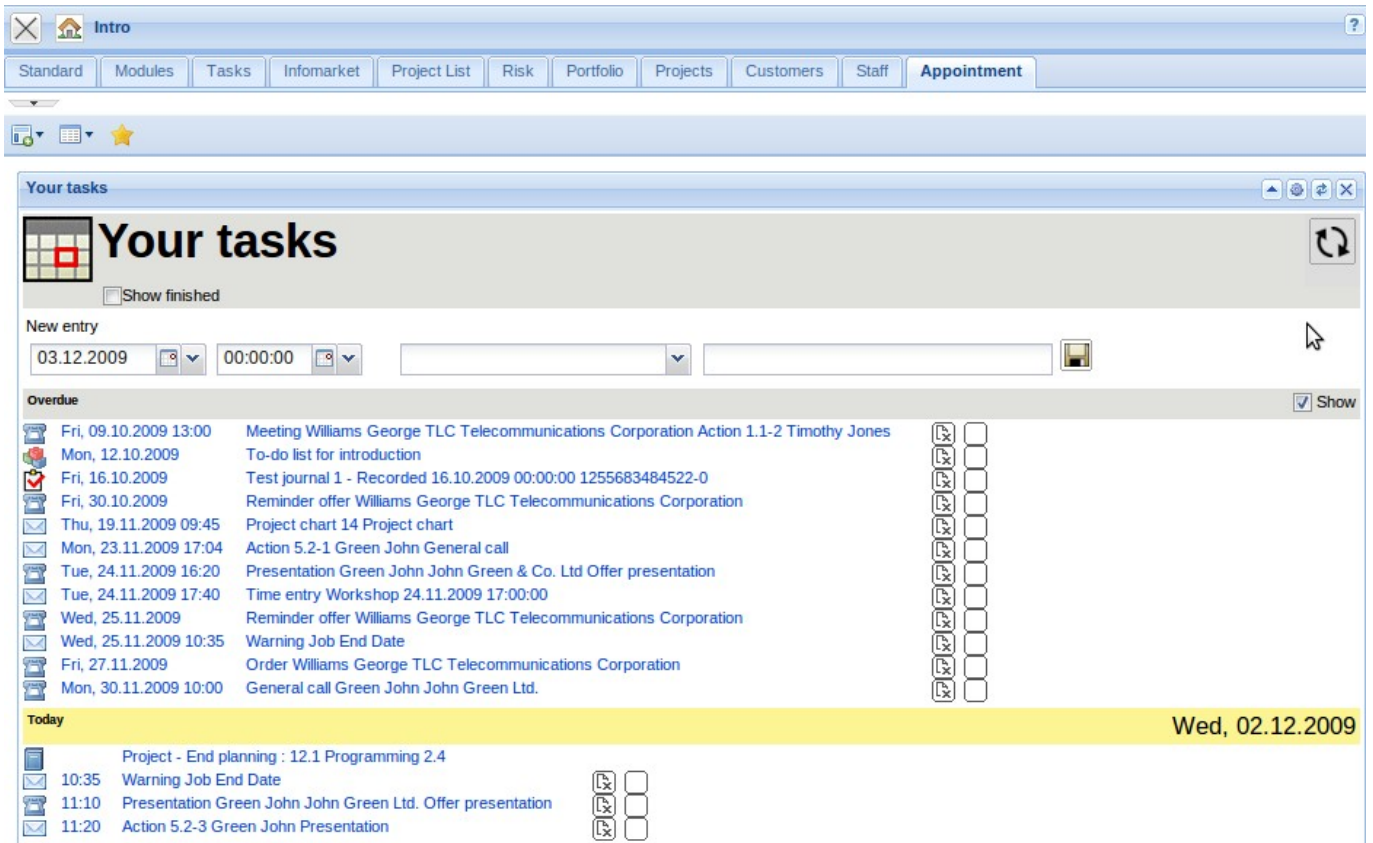 Intro
?
Standard Modules Tasks Infomarket Project List Risk Portfolio Projects Customers Staff Appointment
Your tasks
Your tasks
Show finished
New entry
03.12.2009 00:00:00
Overdue Show
Fri, 09.10.2009 13:00 Meeting Williams George TLC Telecommunications Corporation Action 1.1-2 Timothy Jones
Mon, 12.10.2009 To-do list for introduction
Fri, 16.10.2009 Test journal 1 - Recorded 16.10.2009 00:00:00 1255683484522-0
Fri, 30.10.2009 Reminder offer Williams George TLC Telecommunications Corporation
Thu, 19.11.2009 09:45 Project chart 14 Project chart
Mon, 23.11.2009 17:04 Action 5.2-1 Green John General call
Tue, 24.11.2009 16:20 Presentation Green John John Green & Co. Ltd Offer presentation
Tue, 24.11.2009 17:40 Time entry Workshop 24.11.2009 17:00:00
Wed, 25.11.2009 Reminder offer Williams George TLC Telecommunications Corporation
Wed, 25.11.2009 10:35 Warning Job End Date
Fri, 27.11.2009 Order Williams George TLC Telecommunications Corporation
Mon, 30.11.2009 10:00 General call Green John John Green Ltd.
Today Wed, 02.12.2009
Project - End planning : 12.1 Programming 2.4
10:35 Warning Job End Date
11:10 Presentation Green John John Green Ltd. Offer presentation
11:20 Action 5.2-3 Green John Presentation